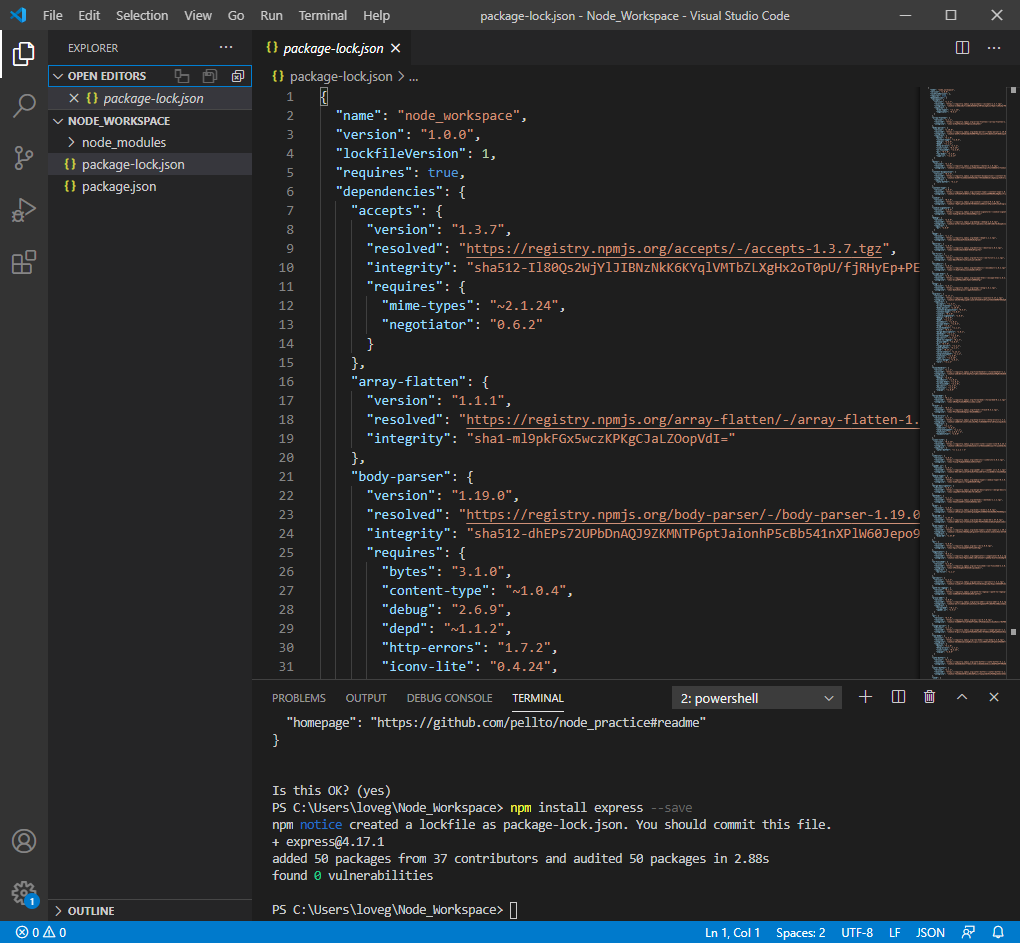 File Edit Selection View Go Run Terminal Help package-lock.json - Node_Workspace - Visual Studio Code
EXPLORER
OPEN EDITORS
package-lock.json
NODE_WORKSPACE
node_modules
package-lock.json
package.json
OUTLINE
package-lock.json
package-lock.json > ...
1 {
2 "name": "node_workspace",
3 "version": "1.0.0",
4 "lockfileVersion": 1,
5 "requires": true,
6 "dependencies": {
7 "accepts": {
8 "version": "1.3.7",
9 "resolved": "https://registry.npmjs.org/accepts/-/accepts-1.3.7.tgz",
10 "integrity": "sha512-Il80Qs2WjYlJIBNzNkK6KYqlVMTbZLXgHx2oT0pU/fjRHyEp+PE
11 "requires": {
12 "mime-types": "~2.1.24",
13 "negotiator": "0.6.2"
14 }
15 },
16 "array-flatten": {
17 "version": "1.1.1",
18 "resolved": "https://registry.npmjs.org/array-flatten/-/array-flatten-1.
19 "integrity": "sha1-ml9pkFGx5wczKPKgCJaLZOopVdI="
20 },
21 "body-parser": {
22 "version": "1.19.0",
23 "resolved": "https://registry.npmjs.org/body-parser/-/body-parser-1.19.0
24 "integrity": "sha512-dhEPs72UPbDnAQJ9ZKMNTP6ptJaionhP5cBb541nXPlW60Jepo9
25 "requires": {
26 "bytes": "3.1.0",
27 "content-type": "~1.0.4",
28 "debug": "2.6.9",
29 "depd": "~1.1.2",
30 "http-errors": "1.7.2",
31 "iconv-lite": "0.4.24",
PROBLEMS OUTPUT DEBUG CONSOLE TERMINAL 2: powershell
"homepage": "https://github.com/pellto/node_practice#readme"
}
Is this OK? (yes)
PS C:\Users\loveg\Node_Workspace> npm install express --save
npm notice created a lockfile as package-lock.json. You should commit this file.
+ express@4.17.1
added 50 packages from 37 contributors and audited 50 packages in 2.88s
found 0 vulnerabilities
PS C:\Users\loveg\Node_Workspace>
1
0 0 Ln 1, Col 1 Spaces: 2 UTF-8 LF JSON